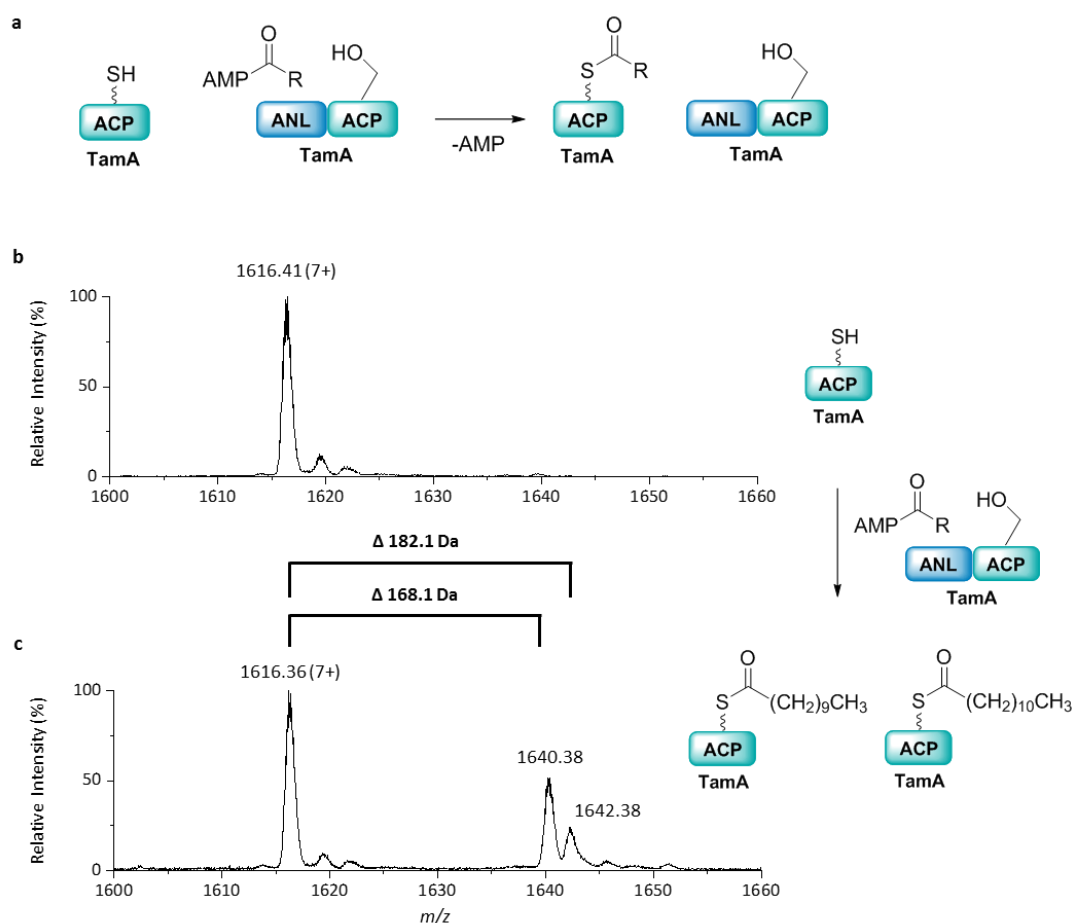 a
SH
ACP
TamA
O
AMP
R
HO
ANL
ACP
TamA
-AMP
O
S
R
ACP
TamA
HO
ANL
ACP
TamA
b
1616.41 (7+)
Relative Intensity (%)
100
50
0
1600
1610
1620
1630
1640
1650
1660
SH
ACP
TamA
O
AMP
R
HO
ANL
ACP
TamA
Δ 182.1 Da
Δ 168.1 Da
c
1616.36 (7+)
1640.38
1642.38
Relative Intensity (%)
100
50
0
1600
1610
1620
1630
1640
1650
1660
m/z
O
S
(CH₂)₉CH₃
ACP
TamA
O
S
(CH₂)₁₀CH₃
ACP
TamA